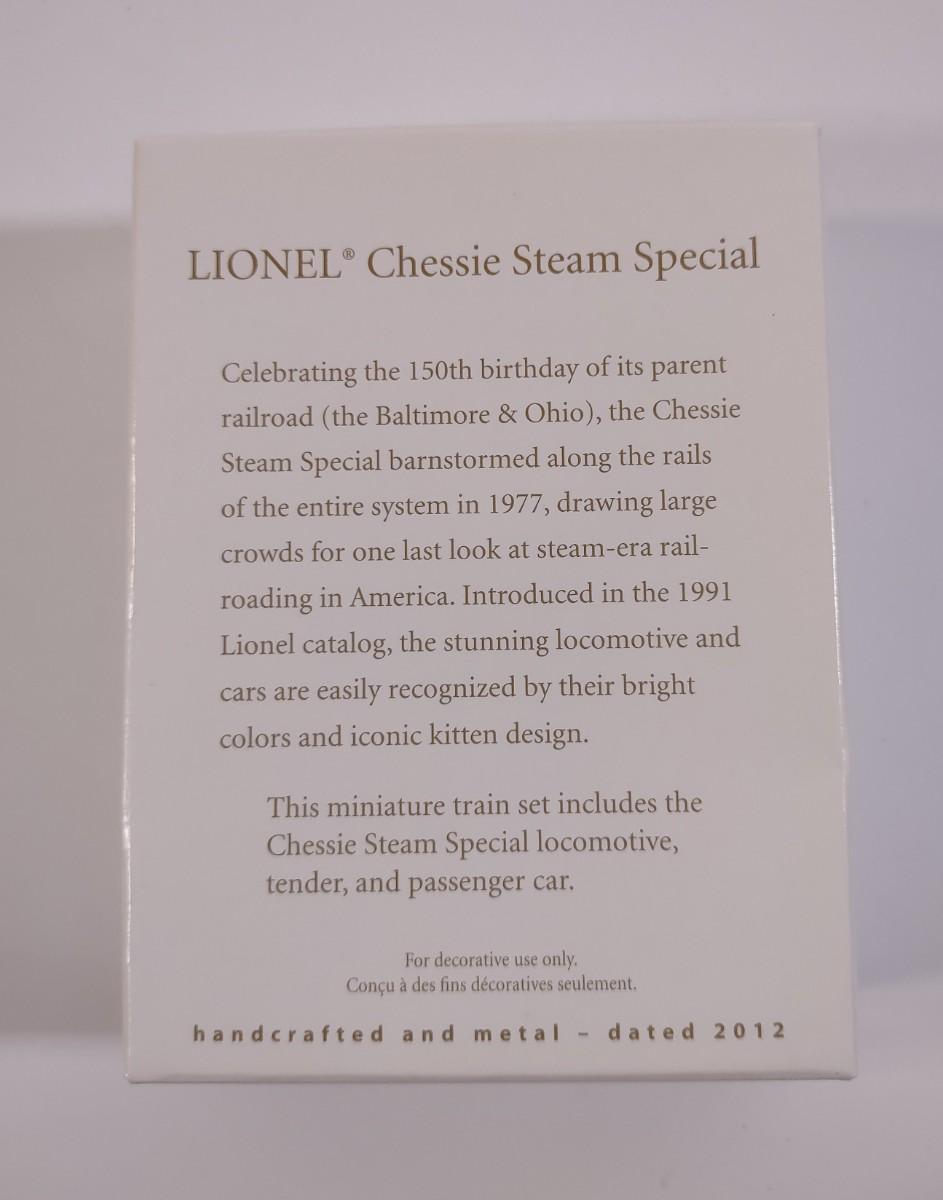 LIONEL® Chessie Steam Special
Celebrating the 150th birthday of its parent
railroad (the Baltimore & Ohio), the Chessie
Steam Special barnstormed along the rails
of the entire system in 1977, drawing large
crowds for one last look at steam-era rail-
roading in America. Introduced in the 1991
Lionel catalog, the stunning locomotive and
cars are easily recognized by their bright
colors and iconic kitten design.
This miniature train set includes the
Chessie Steam Special locomotive,
tender, and passenger car.
For decorative use only.
Conçu à des fins décoratives seulement.
handcrafted and metal – dated 2012